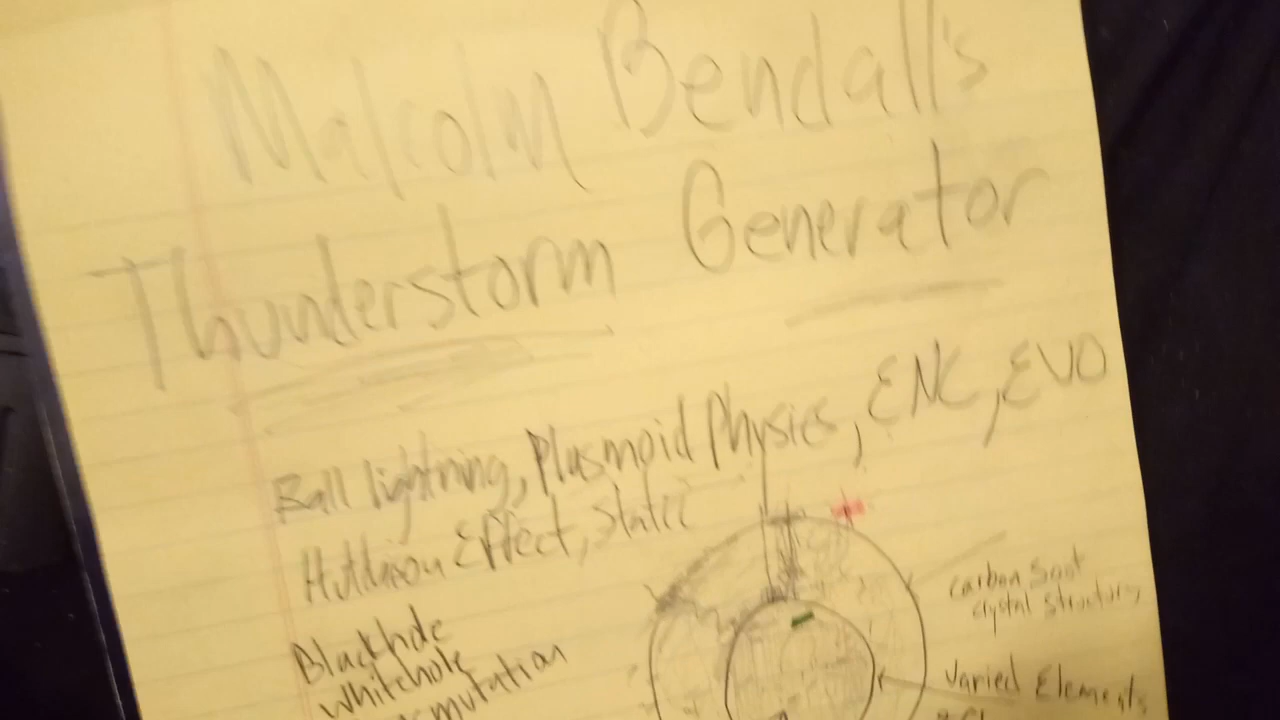 Malcolm Bendall's
Thunderstorm Generator
Ball lightning, Plasmoid Physics, ENC, EVO
Hutchison Effect, Static
Blackhole
whitehole
carbon soot
crystal structure,
Varied Elements